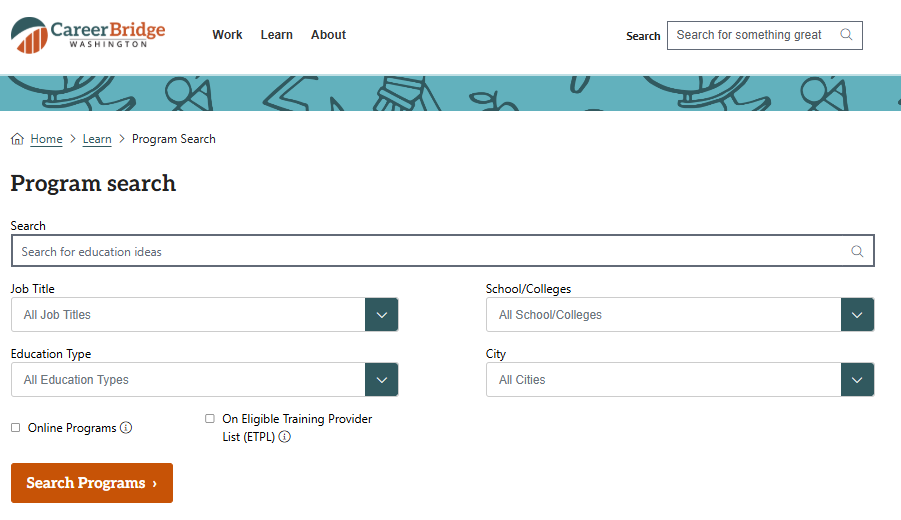 CareerBridge
WASHINGTON
Work Learn About
Search Search for something great
Home > Learn > Program Search
Program search
Search
Search for education ideas
Job Title School/Colleges
All Job Titles All School/Colleges
Education Type City
All Education Types All Cities
Online Programs On Eligible Training Provider
List (ETPL)
Search Programs ›